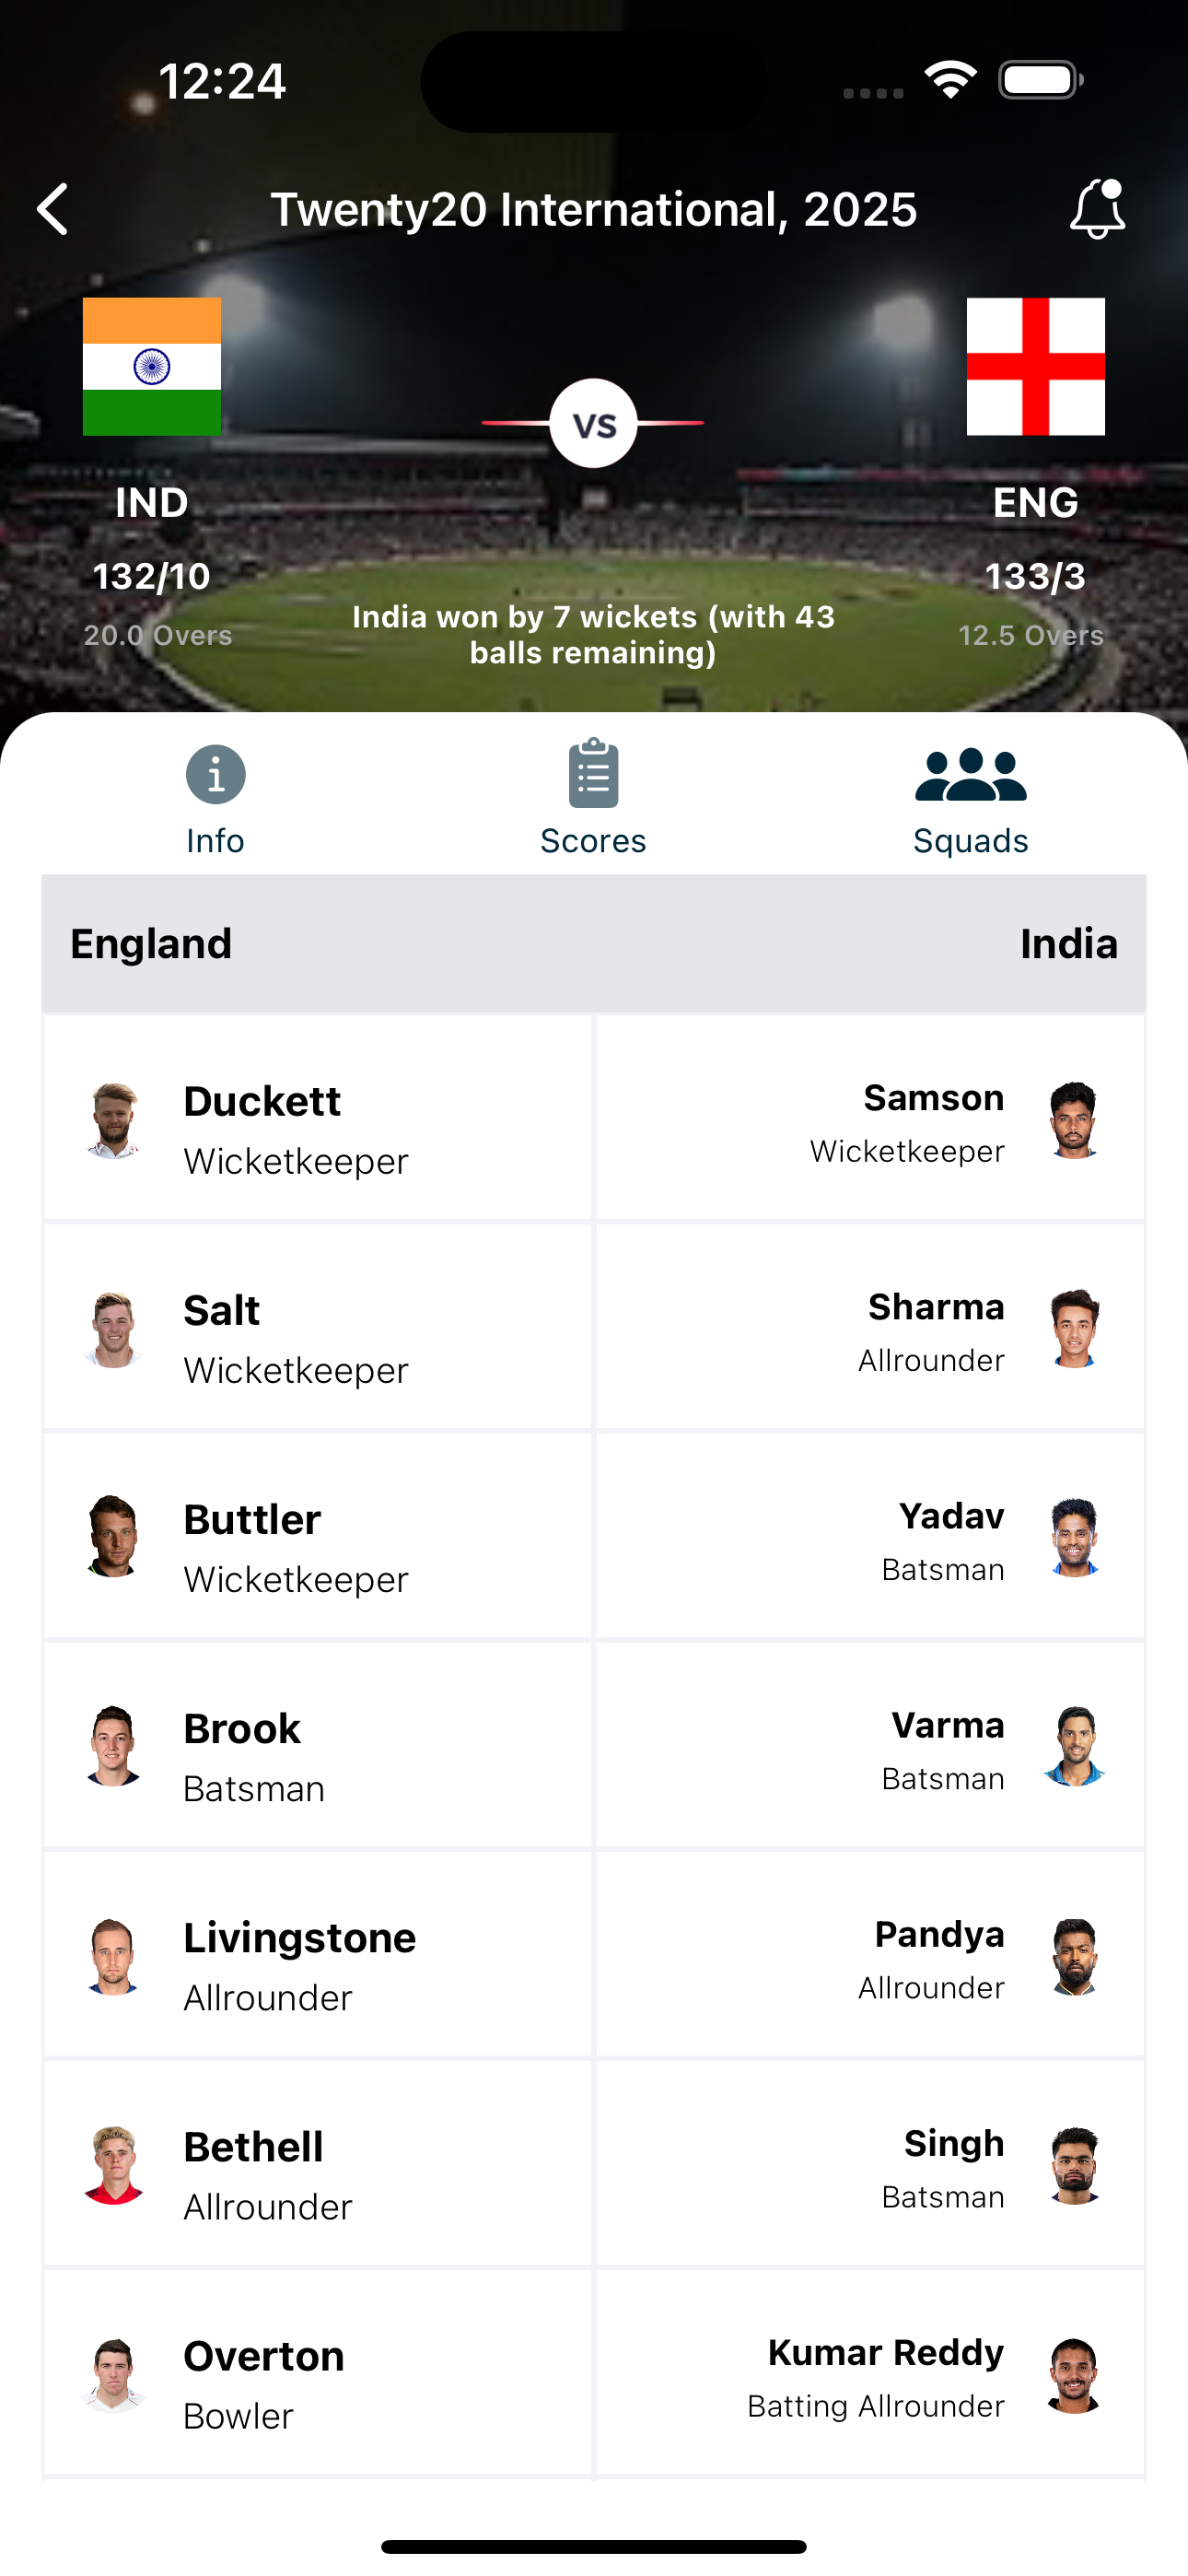 12:24
Twenty20 International, 2025
VS
IND
ENG
132/10
133/3
20.0 Overs
India won by 7 wickets (with 43
balls remaining)
12.5 Overs
Info
Scores
Squads
England
India
Duckett
Wicketkeeper
Samson
Wicketkeeper
Salt
Wicketkeeper
Sharma
Allrounder
Buttler
Wicketkeeper
Yadav
Batsman
Brook
Batsman
Varma
Batsman
Livingstone
Allrounder
Pandya
Allrounder
Bethell
Allrounder
Singh
Batsman
Overton
Bowler
Kumar Reddy
Batting Allrounder